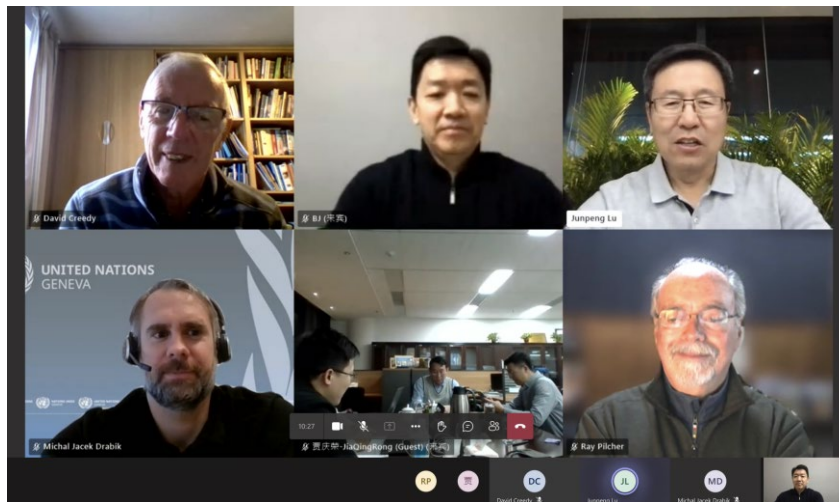 David Creedy
BJ (来宾)
Junpeng Lu
UNITED NATIONS
GENEVA
Michal Jacek Drabik
10:27
贾庆荣-JiaQingRong (Guest) (来宾)
Ray Pilcher
RP
贾
DC
JL
MD
David Creedy
Junpeng Lu
Michal Jacek Drabik